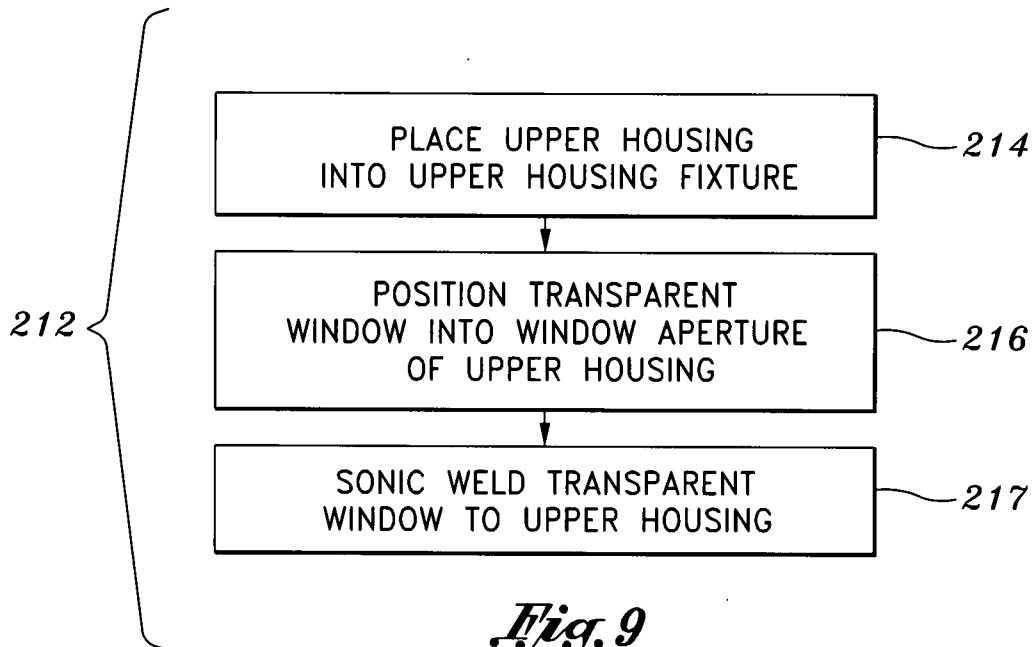 PLACE UPPER HOUSING
INTO UPPER HOUSING FIXTURE
214
POSITION TRANSPARENT
WINDOW INTO WINDOW APERTURE
OF UPPER HOUSING
216
212
SONIC WELD TRANSPARENT
WINDOW TO UPPER HOUSING
217
Fig. 9